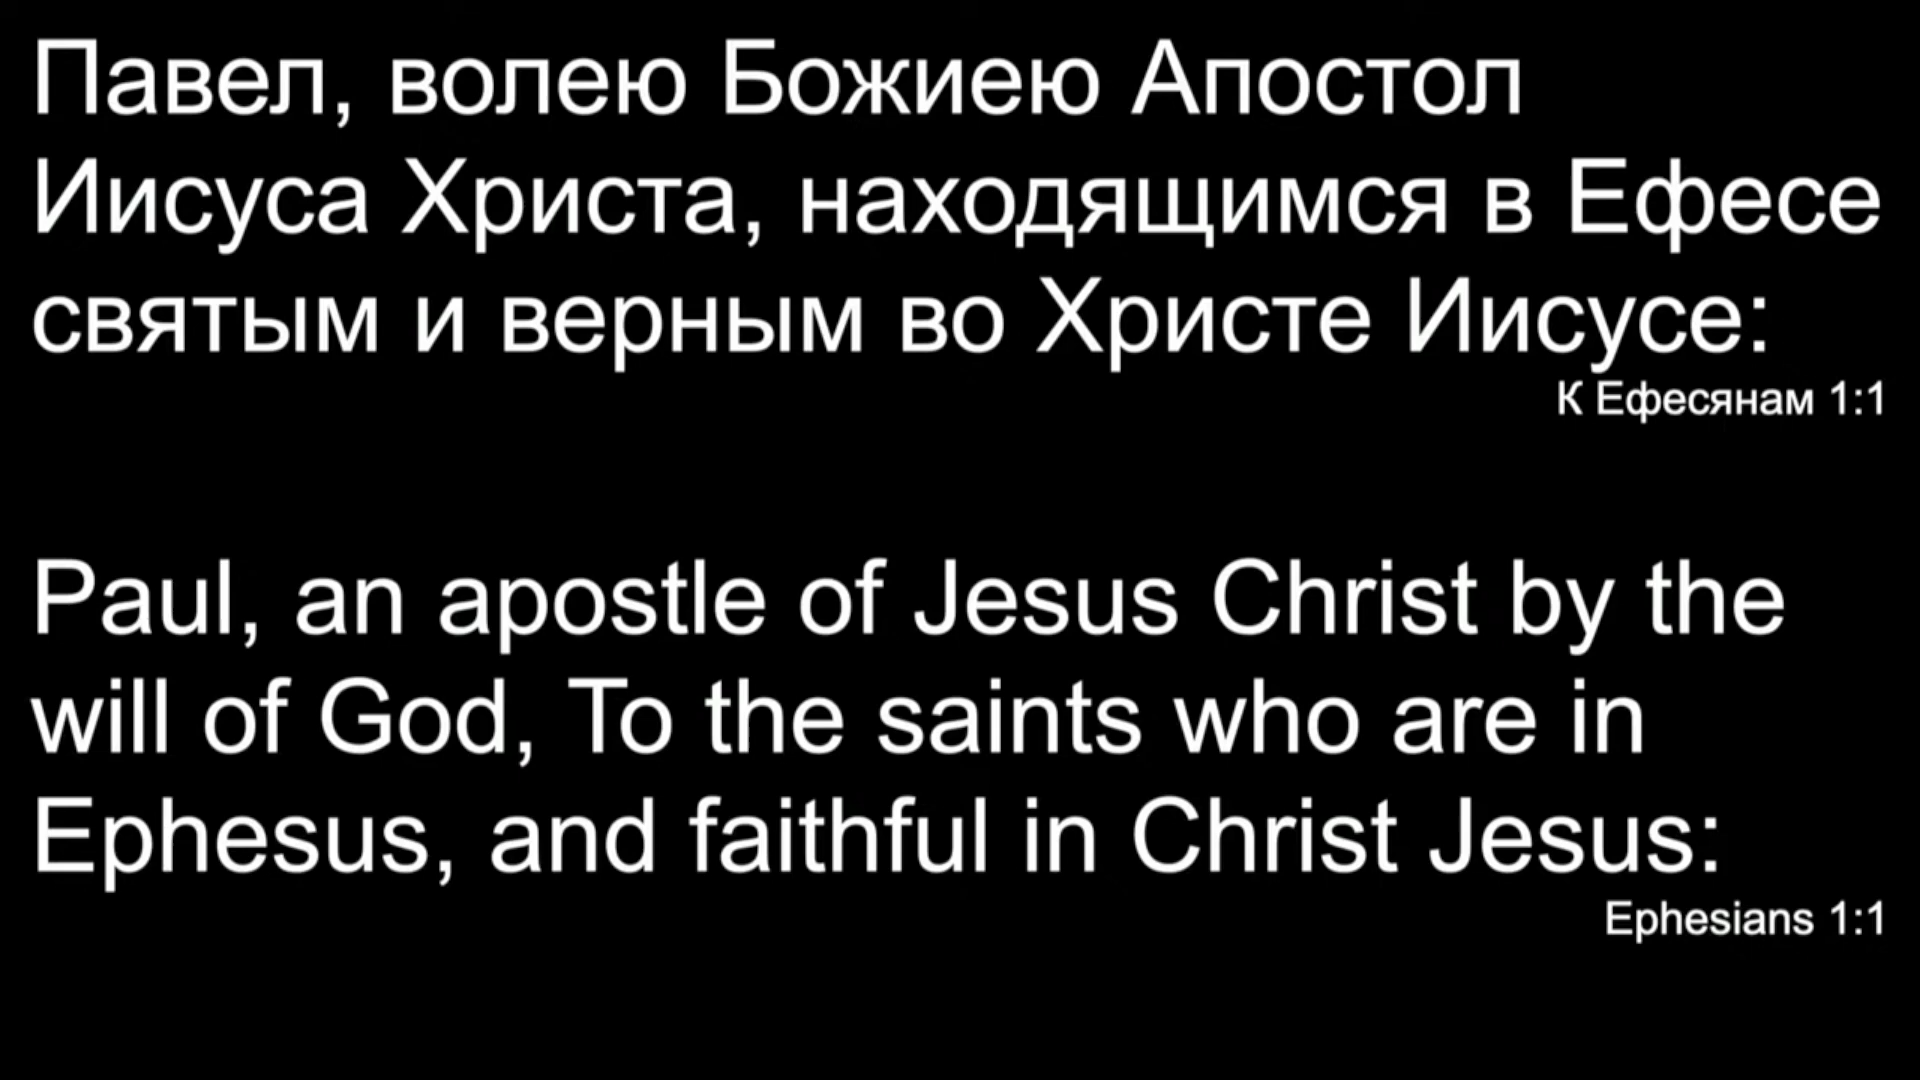 Павел, волею Божиею Апостол
Иисуса Христа, находящимся в Ефесе
святым и верным во Христе Иисусе:
К Ефесянам 1:1
Paul, an apostle of Jesus Christ by the
will of God, To the saints who are in
Ephesus, and faithful in Christ Jesus:
Ephesians 1:1